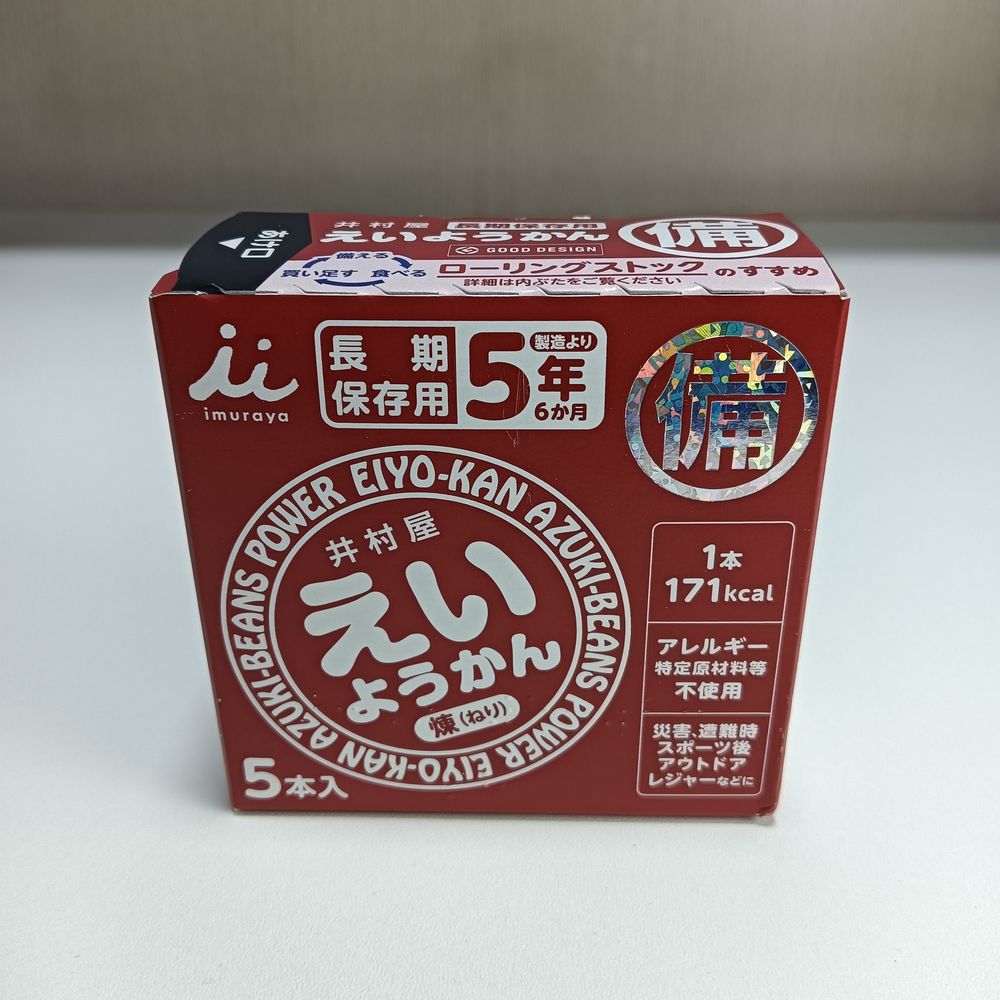 あけ口
井村屋 長期保存用
えいようかん
GOOD DESIGN
備
備える
買い足す 食べる
ローリングストックのすすめ
詳細は内ぶたをご覧ください
imuraya
長期
保存用
製造より
5年
6か月
備
EIYO-KAN AZUKI-BEANS POWER EIYO-KAN AZUKI-BEANS POWER
井村屋
えい
ようかん
煉(ねり)
5本入
1本
171kcal
アレルギー
特定原材料等
不使用
災害、遭難時
スポーツ後
アウトドア
レジャーなどに